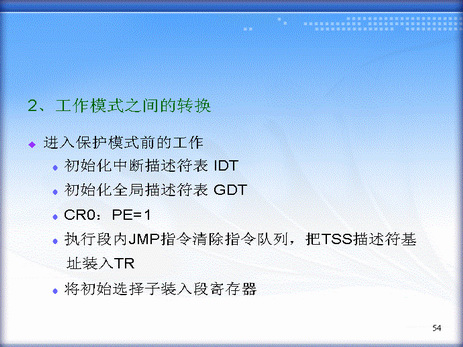 2、工作模式之间的转换
进入保护模式前的工作
初始化中断描述符表 IDT
初始化全局描述符表 GDT
CR0：PE=1
执行段内JMP指令清除指令队列，把TSS描述符基
址装入TR
将初始选择子装入段寄存器
54